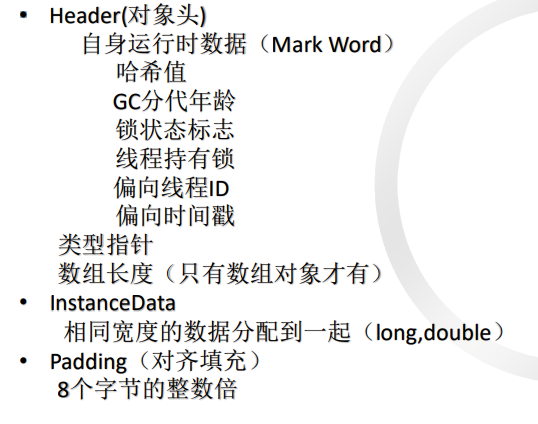 • Header(对象头)
自身运行时数据（Mark Word）
哈希值
GC分代年龄
锁状态标志
线程持有锁
偏向线程ID
偏向时间戳
类型指针
数组长度（只有数组对象才有）
• InstanceData
相同宽度的数据分配到一起（long,double）
• Padding（对齐填充）
8个字节的整数倍